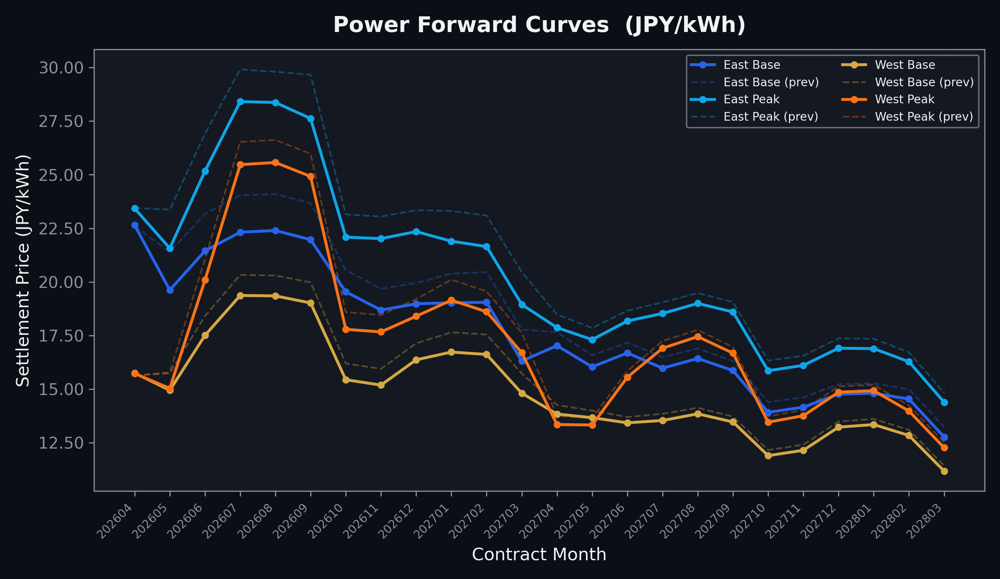 Power Forward Curves  (JPY/kWh)
East Base
East Base (prev)
East Peak
East Peak (prev)
West Base
West Base (prev)
West Peak
West Peak (prev)
Settlement Price (JPY/kWh)
30.00
27.50
25.00
22.50
20.00
17.50
15.00
12.50
202604
202605
202606
202607
202608
202609
202610
202611
202612
202701
202702
202703
202704
202705
202706
202707
202708
202709
202710
202711
202712
202801
202802
202803
Contract Month